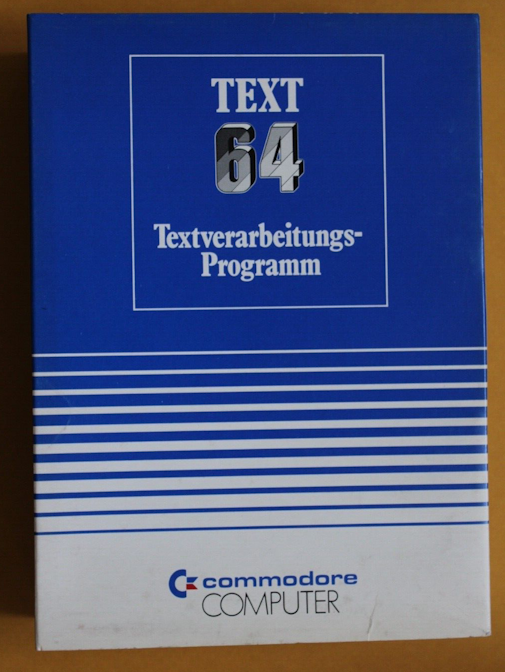 TEXT
64
Textverarbeitungs-
Programm
commodore
COMPUTER